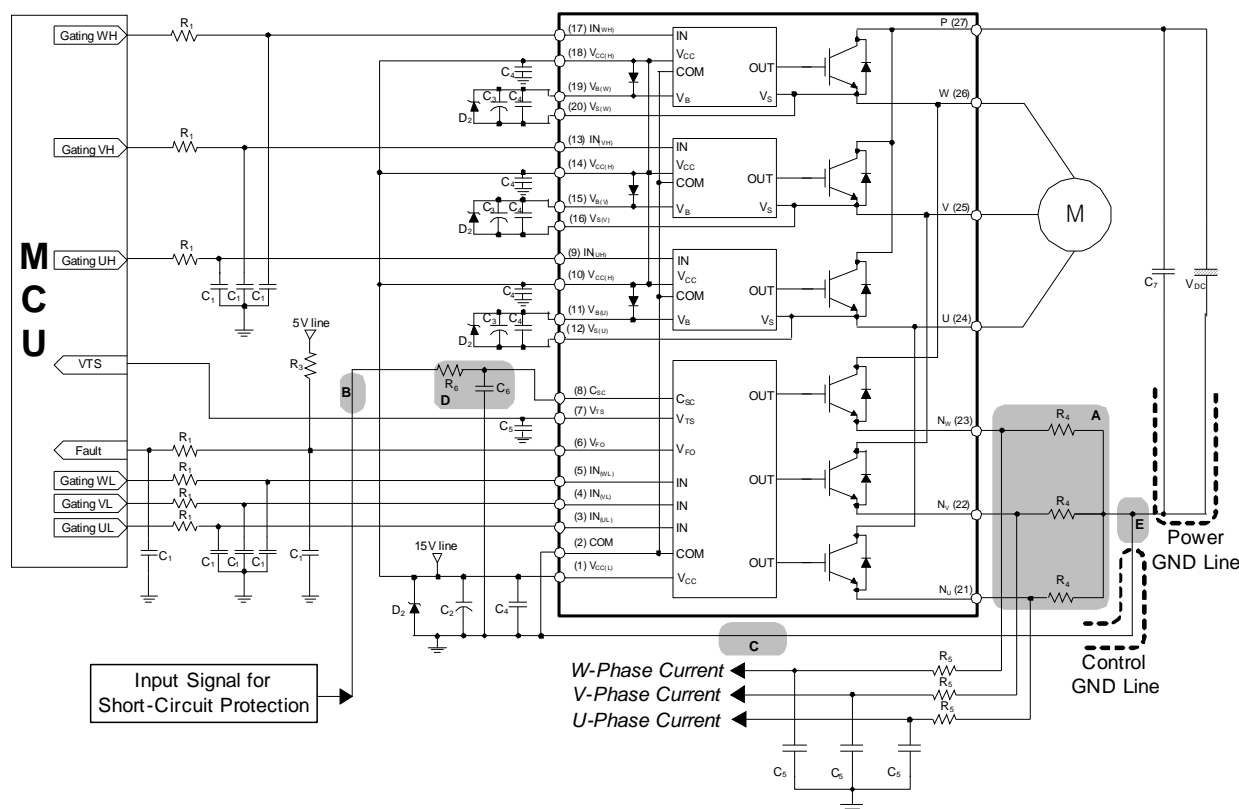 MCU
Gating WH
R1
(17) IN(WH)
(18) VCC(H)
C4
(19) VB(W)
(20) VS(W)
D2
C3
C4
IN
VCC
COM
VB
OUT
VS
P (27)
W (26)
Gating VH
R1
(13) IN(VH)
(14) VCC(H)
C4
(15) VB(V)
(16) VS(V)
D2
C3
C4
IN
VCC
COM
VB
OUT
VS
V (25)
M
Gating UH
R1
C1
C1
C1
(9) IN(UH)
(10) VCC(H)
C4
(11) VB(U)
(12) VS(U)
D2
C3
C4
IN
VCC
COM
VB
OUT
VS
U (24)
C7
VDC
5V line
R3
VTS
B
R6
D
C6
C5
(8) CSC
(7) VTS
(6) VFO
(5) IN(WL)
(4) IN(VL)
(3) IN(UL)
(2) COM
(1) VCC(L)
CSC
VTS
VFO
IN
IN
IN
COM
VCC
OUT
OUT
OUT
NW (23)
NV (22)
NU (21)
A
R4
R4
R4
E
Power
GND Line
Control
GND Line
Fault
R1
Gating WL
R1
Gating VL
R1
Gating UL
R1
C1
C1
C1
C1
C1
15V line
D2
C2
C4
C
Input Signal for
Short-Circuit Protection
W-Phase Current
R5
V-Phase Current
R5
U-Phase Current
R5
C5
C5
C5